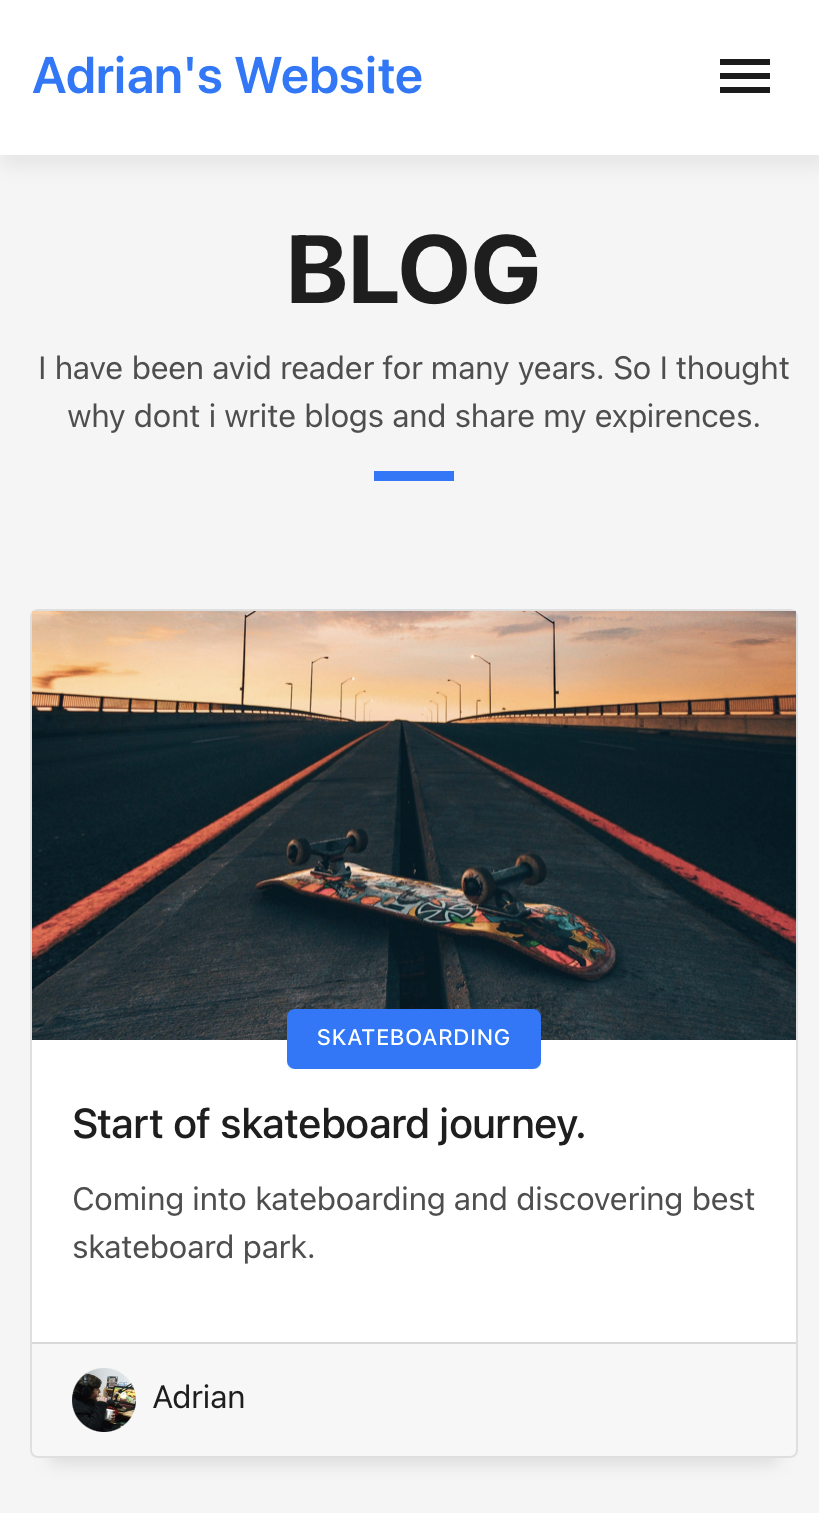 Adrian's Website
BLOG
I have been avid reader for many years. So I thought
why dont i write blogs and share my expirences.
SKATEBOARDING
Start of skateboard journey.
Coming into kateboarding and discovering best
skateboard park.
Adrian